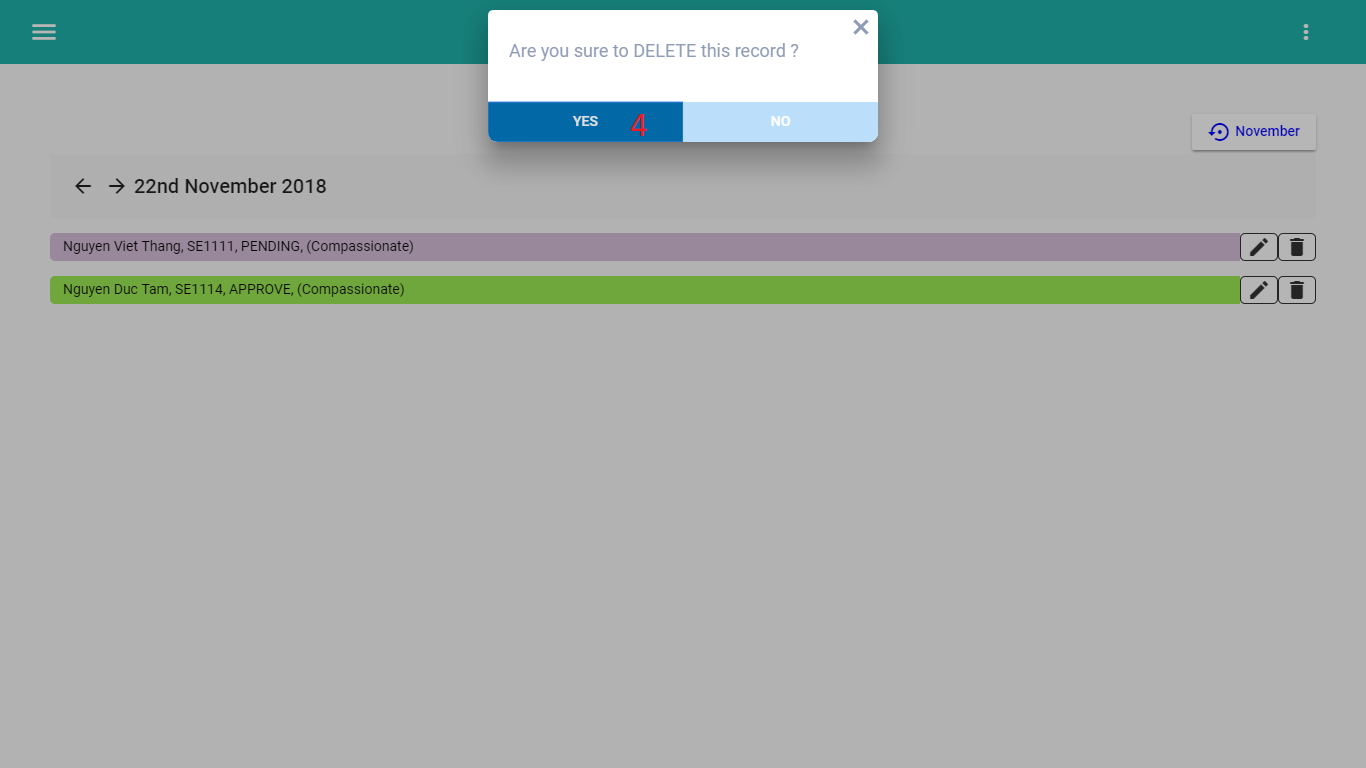 Are you sure to DELETE this record ?
YES 4 NO
November
22nd November 2018
Nguyen Viet Thang, SE1111, PENDING, (Compassionate)
Nguyen Duc Tam, SE1114, APPROVE, (Compassionate)